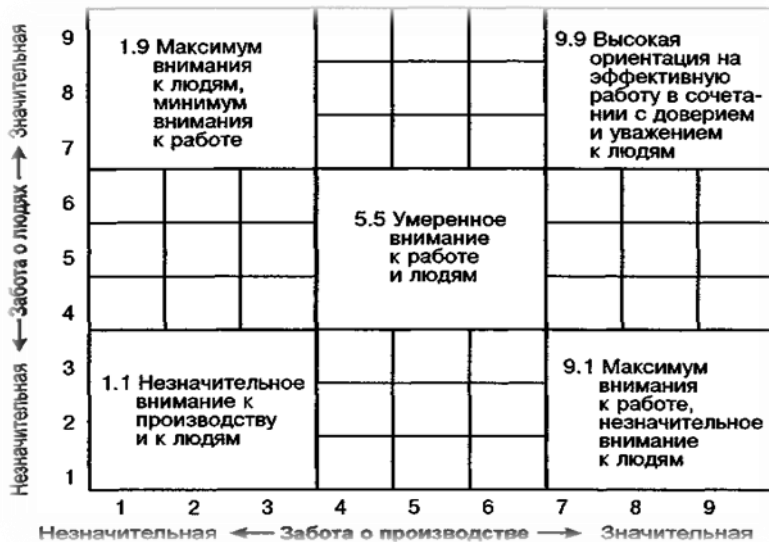 Незначительная ← Забота о людях → Значительная
9
8
7
6
5
4
3
2
1
1.9 Максимум
внимания
к людям,
минимум
внимания
к работе
9.9 Высокая
ориентация на
эффективную
работу в сочета-
нии с доверием
и уважением
к людям
5.5 Умеренное
внимание
к работе
и людям
1.1 Незначительное
внимание к
производству
и к людям
9.1 Максимум
внимания
к работе,
незначительное
внимание
к людям
1 2 3 4 5 6 7 8 9
Незначительная ← Забота о производстве → Значительная